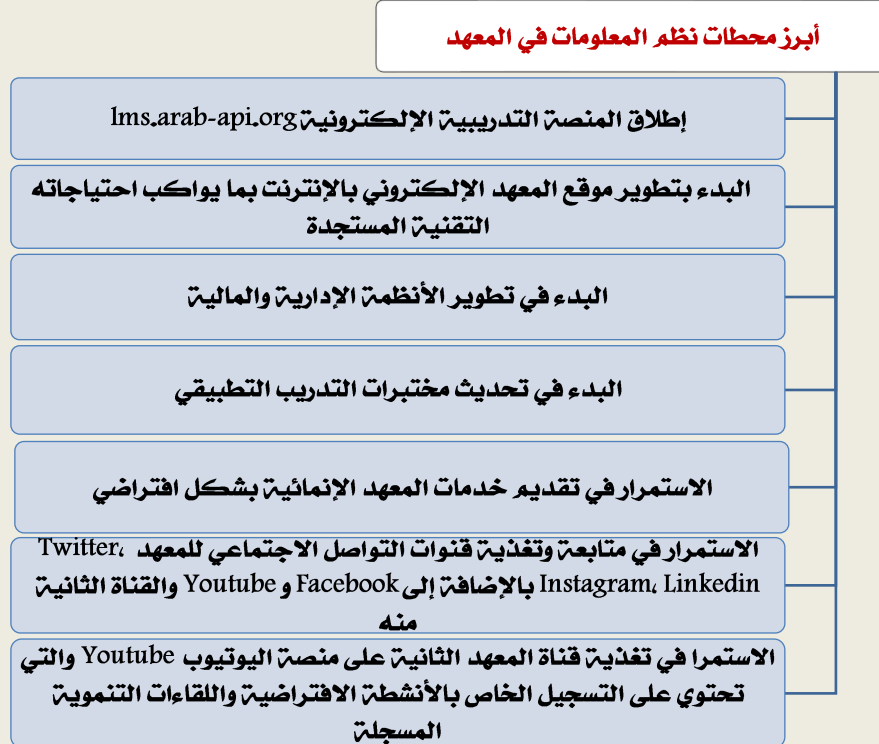 أبرز محطات نظم المعلومات في المعهد
إطلاق المنصة التدريبية الإلكترونية lms.arab-api.org
البدء بتطوير موقع المعهد الإلكتروني بالإنترنت بما يواكب احتياجاته
التقنية المستجدة
البدء في تطوير الأنظمة الإدارية والمالية
البدء في تحديث مختبرات التدريب التطبيقي
الاستمرار في تقديم خدمات المعهد الإنمائية بشكل افتراضي
الاستمرار في متابعة وتغذية قنوات التواصل الاجتماعي للمعهد Twitter،
Instagram، Linkedin بالإضافة إلى Facebook و Youtube والقناة الثانية
منه
الاستمرا في تغذية قناة المعهد الثانية على منصة اليوتيوب Youtube والتي
تحتوي على التسجيل الخاص بالأنشطة الافتراضية واللقاءات التنموية
المسجلة